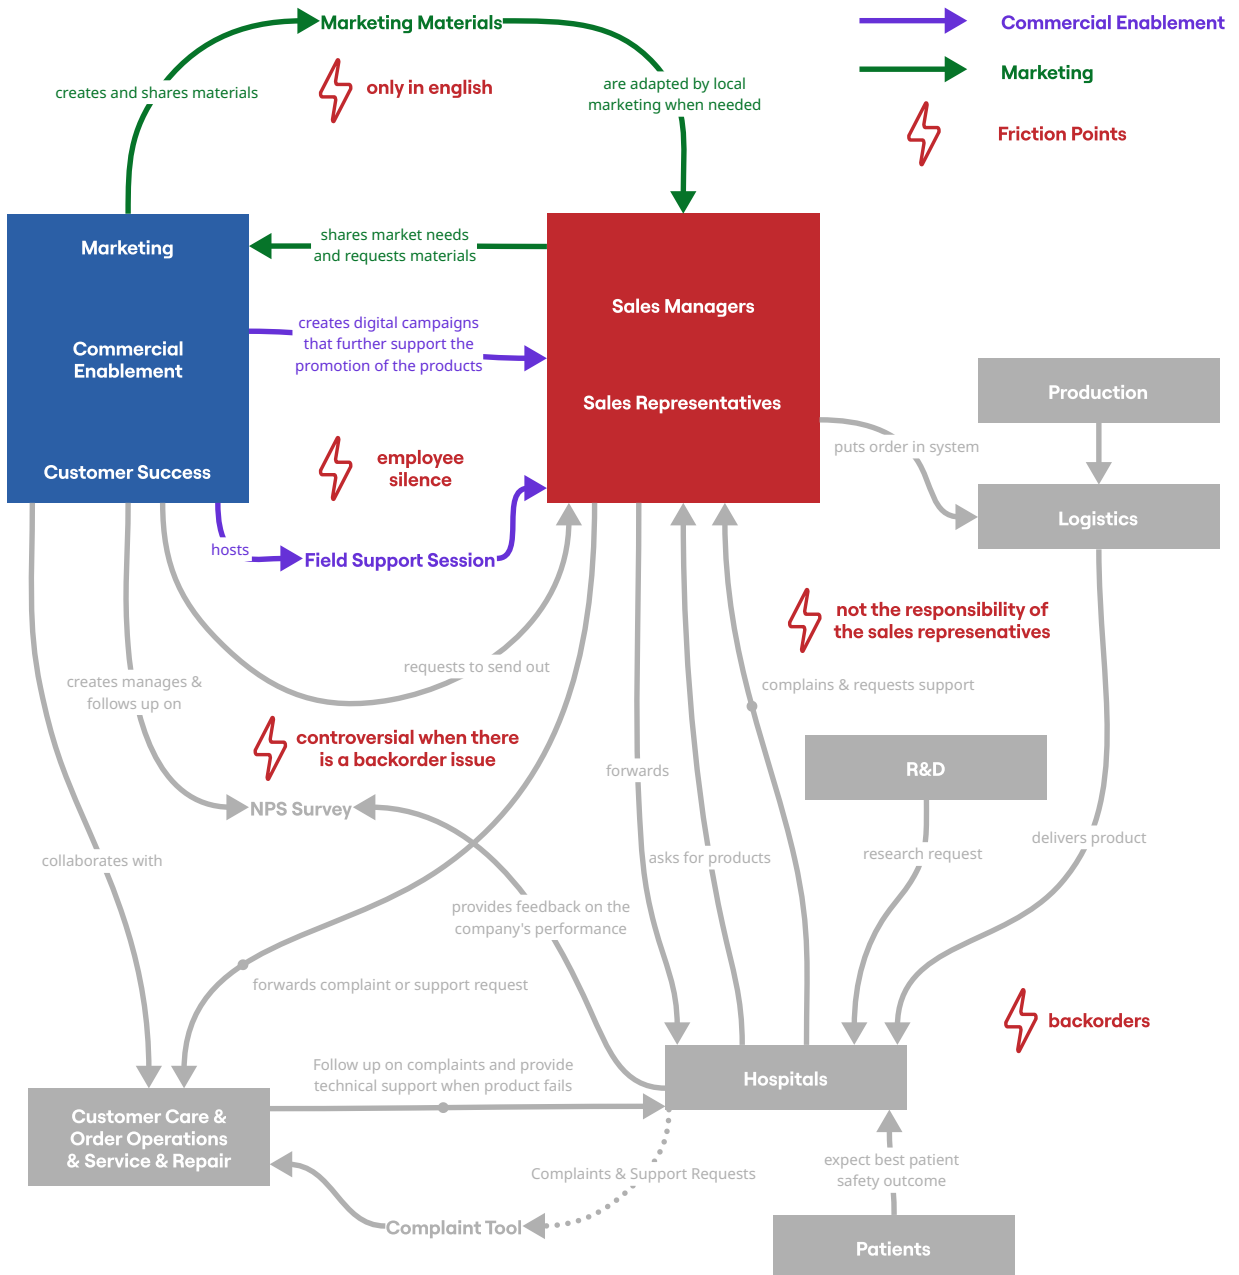 Marketing Materials
Commercial Enablement
Marketing
only in english
creates and shares materials
are adapted by local
marketing when needed
Friction Points
Marketing
shares market needs
and requests materials
Sales Managers
creates digital campaigns
that further support the
promotion of the products
Commercial
Enablement
Sales Representatives
Production
puts order in system
employee
silence
Customer Success
Logistics
hosts
Field Support Session
not the responsibility of
the sales represenatives
requests to send out
creates manages &
follows up on
complains & requests support
controversial when there
is a backorder issue
forwards
R&D
NPS Survey
delivers product
research request
asks for products
collaborates with
provides feedback on the
company's performance
forwards complaint or support request
backorders
Follow up on complaints and provide
technical support when product fails
Hospitals
Customer Care &
Order Operations
& Service & Repair
expect best patient
safety outcome
Complaints & Support Requests
Complaint Tool
Patients